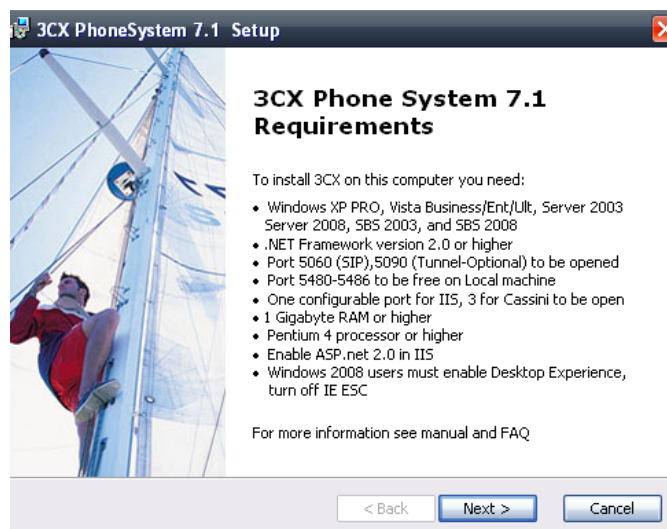 3CX PhoneSystem 7.1 Setup
3CX Phone System 7.1
Requirements
To install 3CX on this computer you need:
• Windows XP PRO, Vista Business/Ent/Ult, Server 2003
Server 2008, SBS 2003, and SBS 2008
• .NET Framework version 2.0 or higher
• Port 5060 (SIP),5090 (Tunnel-Optional) to be opened
• Port 5480-5486 to be free on Local machine
• One configurable port for IIS, 3 for Cassini to be open
• 1 Gigabyte RAM or higher
• Pentium 4 processor or higher
• Enable ASP.net 2.0 in IIS
• Windows 2008 users must enable Desktop Experience,
turn off IE ESC
For more information see manual and FAQ
< Back
Next >
Cancel